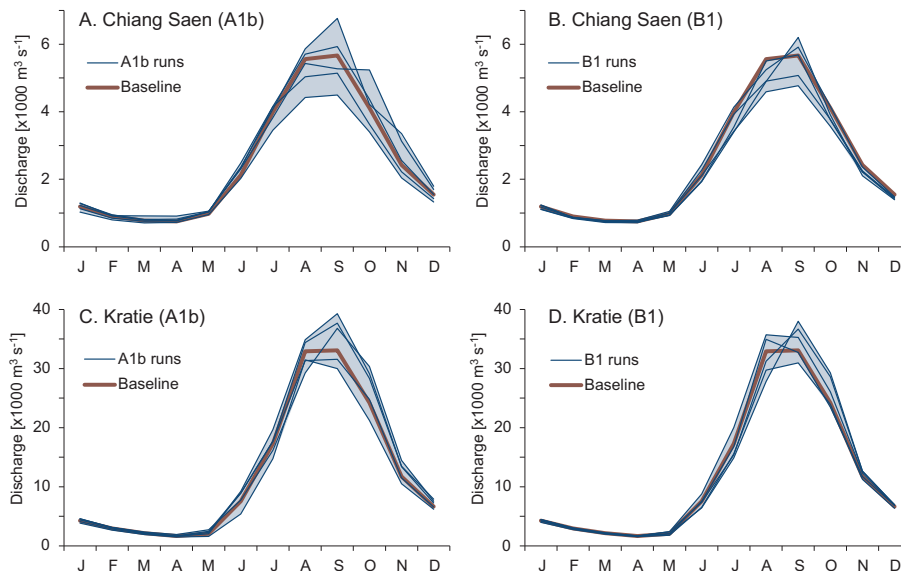 A. Chiang Saen (A1b)
Discharge [x1000 m³ s⁻¹]
6
4
2
0
A1b runs
Baseline
J F M A M J J A S O N D
B. Chiang Saen (B1)
Discharge [x1000 m³ s⁻¹]
6
4
2
0
B1 runs
Baseline
J F M A M J J A S O N D
C. Kratie (A1b)
Discharge [x1000 m³ s⁻¹]
40
30
20
10
0
A1b runs
Baseline
J F M A M J J A S O N D
D. Kratie (B1)
Discharge [x1000 m³ s⁻¹]
40
30
20
10
0
B1 runs
Baseline
J F M A M J J A S O N D